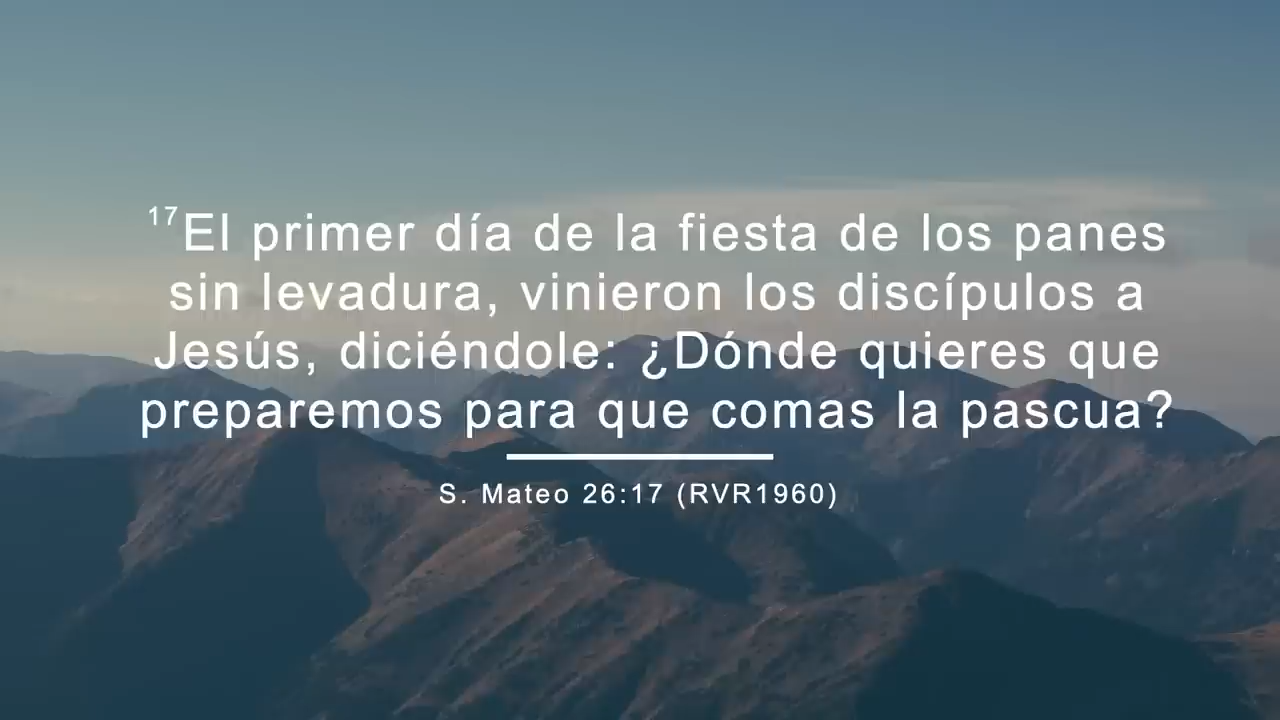 17El primer día de la fiesta de los panes
sin levadura, vinieron los discípulos a
Jesús, diciéndole: ¿Dónde quieres que
preparemos para que comas la pascua?
S. Mateo 26:17 (RVR1960)